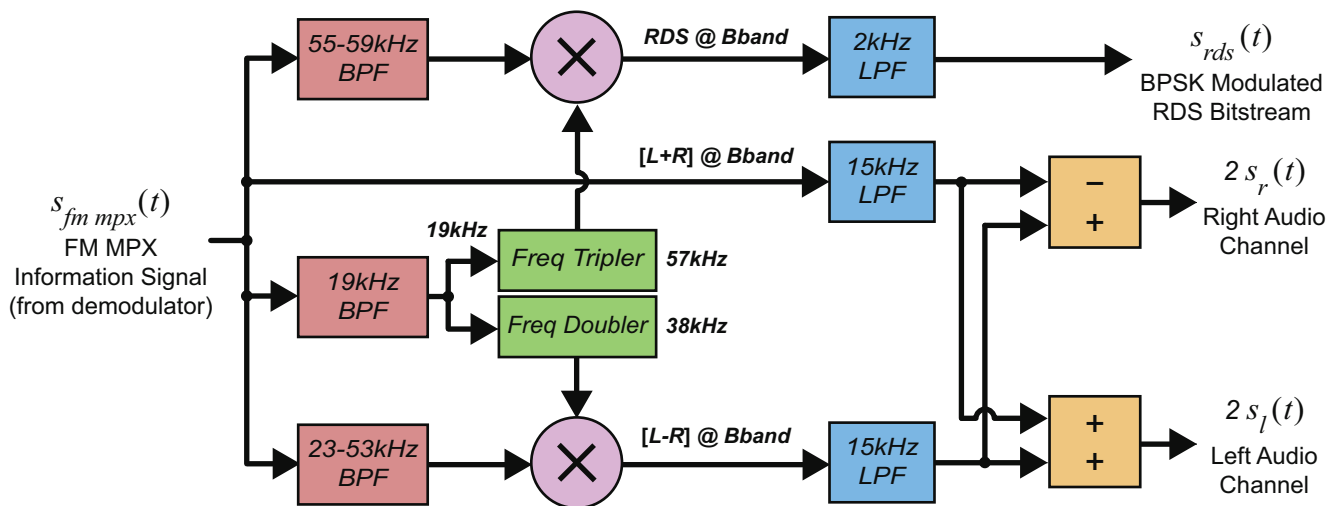 55-59kHz
BPF
RDS @ Bband
2kHz
LPF
s_rds(t)
BPSK Modulated
RDS Bitstream
[L+R] @ Bband
15kHz
LPF
−
+
2 s_r(t)
Right Audio
Channel
s_fm mpx(t)
FM MPX
Information Signal
(from demodulator)
19kHz
BPF
19kHz
Freq Tripler
57kHz
Freq Doubler
38kHz
23-53kHz
BPF
[L-R] @ Bband
15kHz
LPF
+
+
2 s_l(t)
Left Audio
Channel